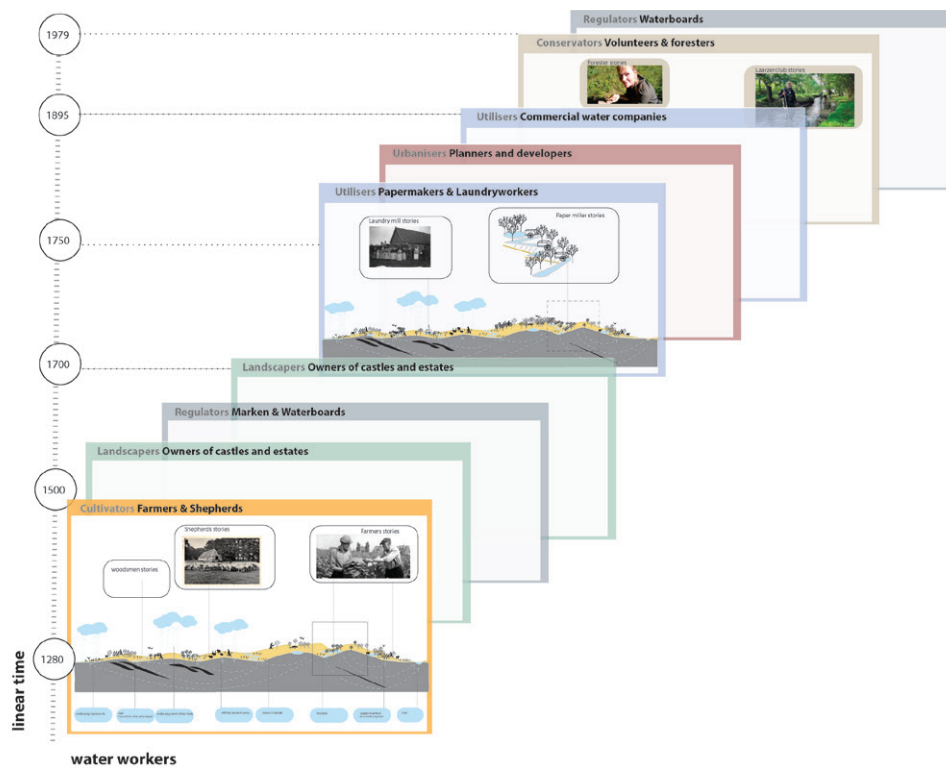 Regulators Waterboards
1979
Conservators Volunteers & foresters
Forester stories
Laarzenclub stories
1895
Utilisers Commercial water companies
Urbanisers Planners and developers
Utilisers Papermakers & Laundryworkers
Laundry mill stories
Paper miller stories
1750
1700
Landscapers Owners of castles and estates
Regulators Marken & Waterboards
Landscapers Owners of castles and estates
1500
Cultivators Farmers & Shepherds
Shepherds stories
Farmers stories
woodsmen stories
1280
linear time
water workers